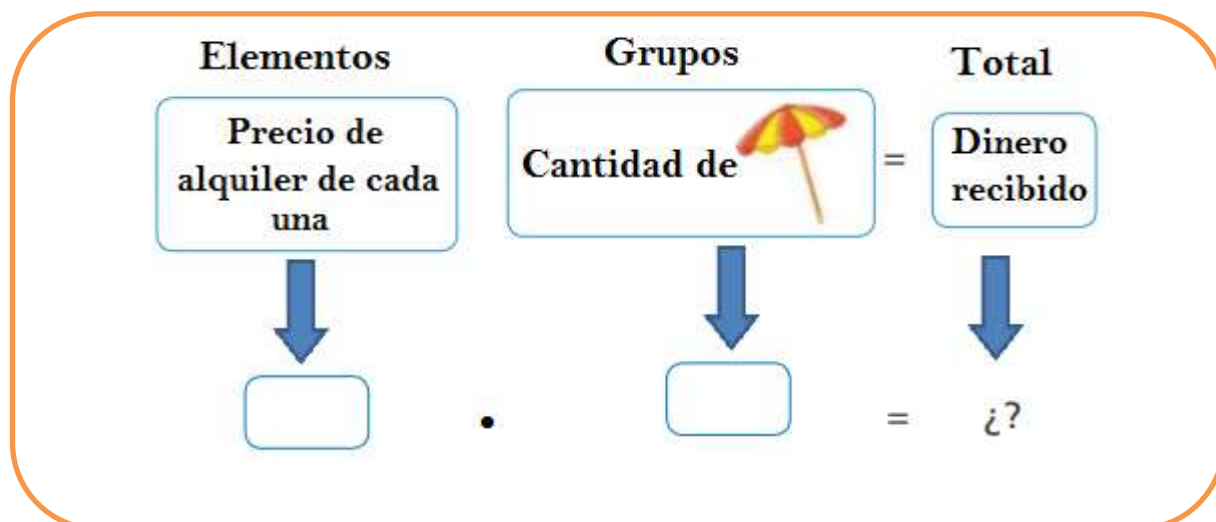 Elementos
Grupos
Total
Precio de
alquiler de cada
una
Cantidad de
=
Dinero
recibido
• = ¿?